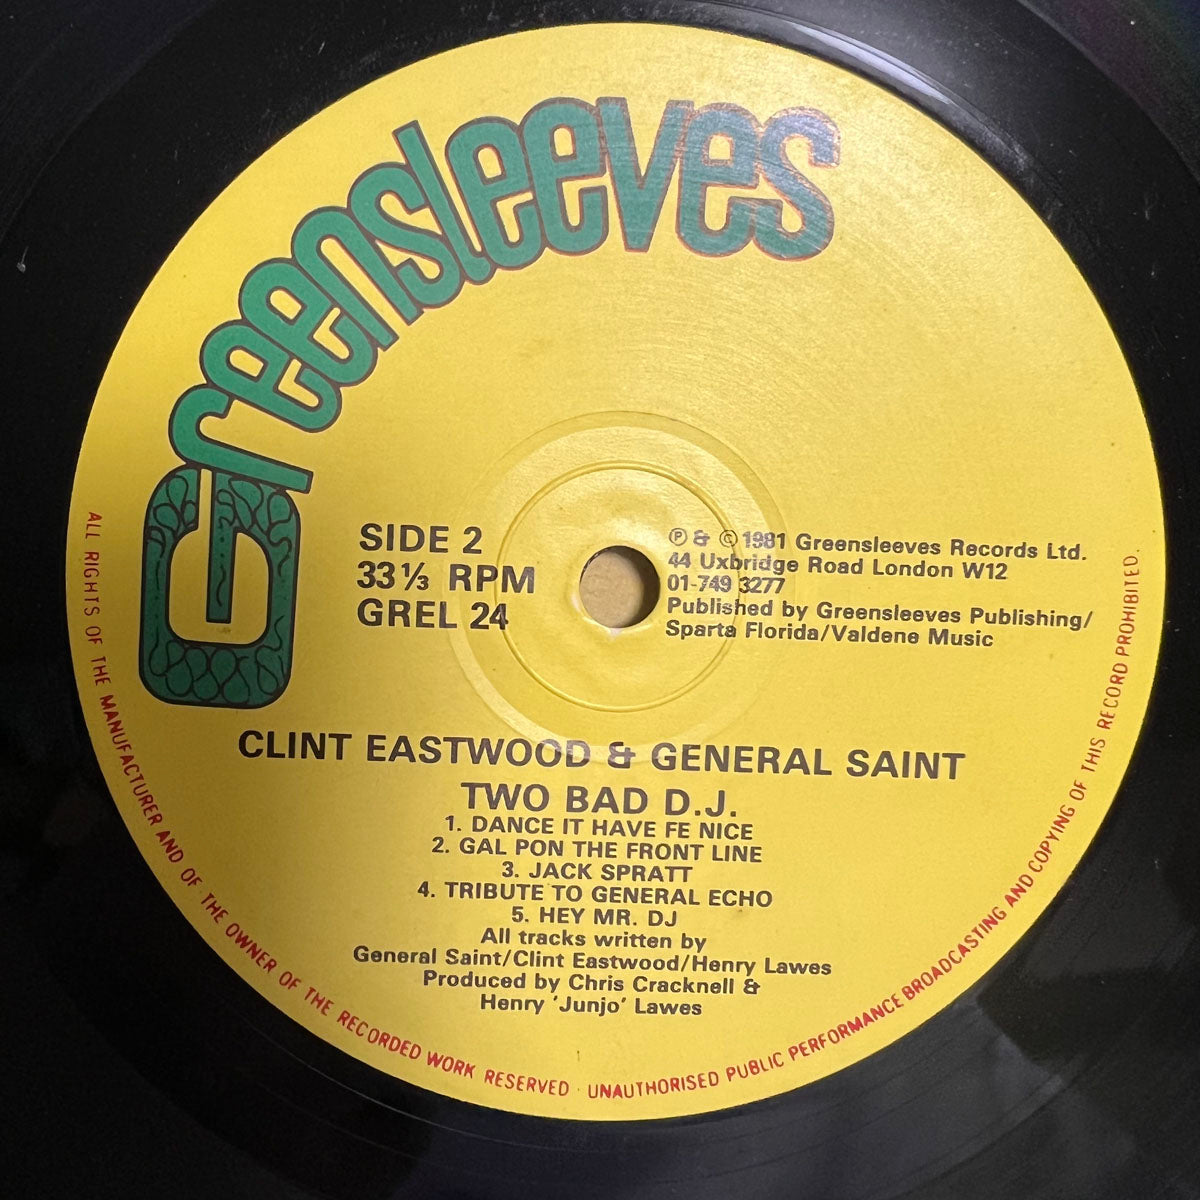 Greensleeves
SIDE 2
33 ⅓ RPM
GREL 24
℗ & © 1981 Greensleeves Records Ltd.
44 Uxbridge Road London W12
01-749 3277
Published by Greensleeves Publishing/
Sparta Florida/Valdene Music
CLINT EASTWOOD & GENERAL SAINT
TWO BAD D.J.
1. DANCE IT HAVE FE NICE
2. GAL PON THE FRONT LINE
3. JACK SPRATT
4. TRIBUTE TO GENERAL ECHO
5. HEY MR. DJ
All tracks written by
General Saint/Clint Eastwood/Henry Lawes
Produced by Chris Cracknell &
Henry 'Junjo' Lawes
ALL RIGHTS OF THE MANUFACTURER AND OF THE OWNER OF THE RECORDED WORK RESERVED · UNAUTHORISED PUBLIC PERFORMANCE BROADCASTING AND COPYING OF THIS RECORD PROHIBITED.